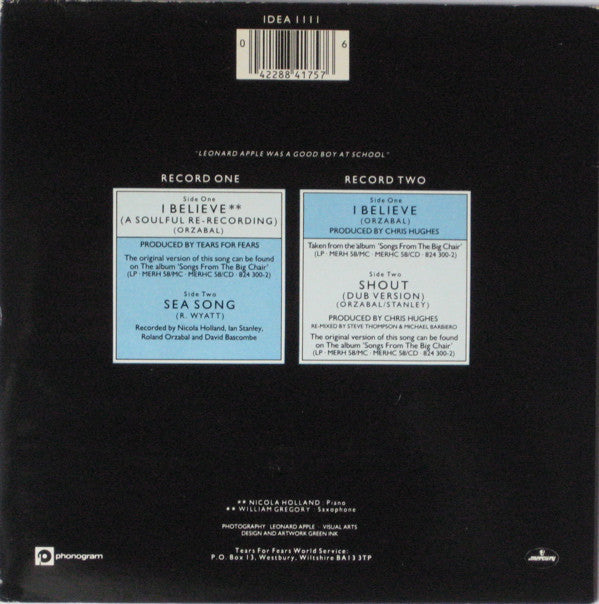 IDEA 1111
0 6
42288 41757
"LEONARD APPLE WAS A GOOD BOY AT SCHOOL"
RECORD ONE
Side One
I BELIEVE**
(A SOULFUL RE-RECORDING)
(ORZABAL)
PRODUCED BY TEARS FOR FEARS
The original version of this song can be found
on The album 'Songs From The Big Chair'
(LP · MERH 58/MC · MERHC 58/CD · 824 300-2)
Side Two
SEA SONG
(R. WYATT)
Recorded by Nicola Holland, Ian Stanley,
Roland Orzabal and David Bascombe
RECORD TWO
Side One
I BELIEVE
(ORZABAL)
PRODUCED BY CHRIS HUGHES
Taken from the album 'Songs From The Big Chair'
(LP · MERH 58/MC · MERHC 58/CD · 824 300-2)
Side Two
SHOUT
(DUB VERSION)
(ORZABAL/STANLEY)
PRODUCED BY CHRIS HUGHES
RE-MIXED BY STEVE THOMPSON & MICHAEL BARBIERO
The original version of this song can be found
on The album 'Songs From The Big Chair'
(LP · MERH 58/MC · MERHC 58/CD · 824 300-2)
** NICOLA HOLLAND: Piano
** WILLIAM GREGORY: Saxophone
PHOTOGRAPHY · LEONARD APPLE · VISUAL ARTS
DESIGN AND ARTWORK GREEN INK
Tears For Fears World Service:
P.O. Box 13, Westbury, Wiltshire BA13 3TP
phonogram
mercury